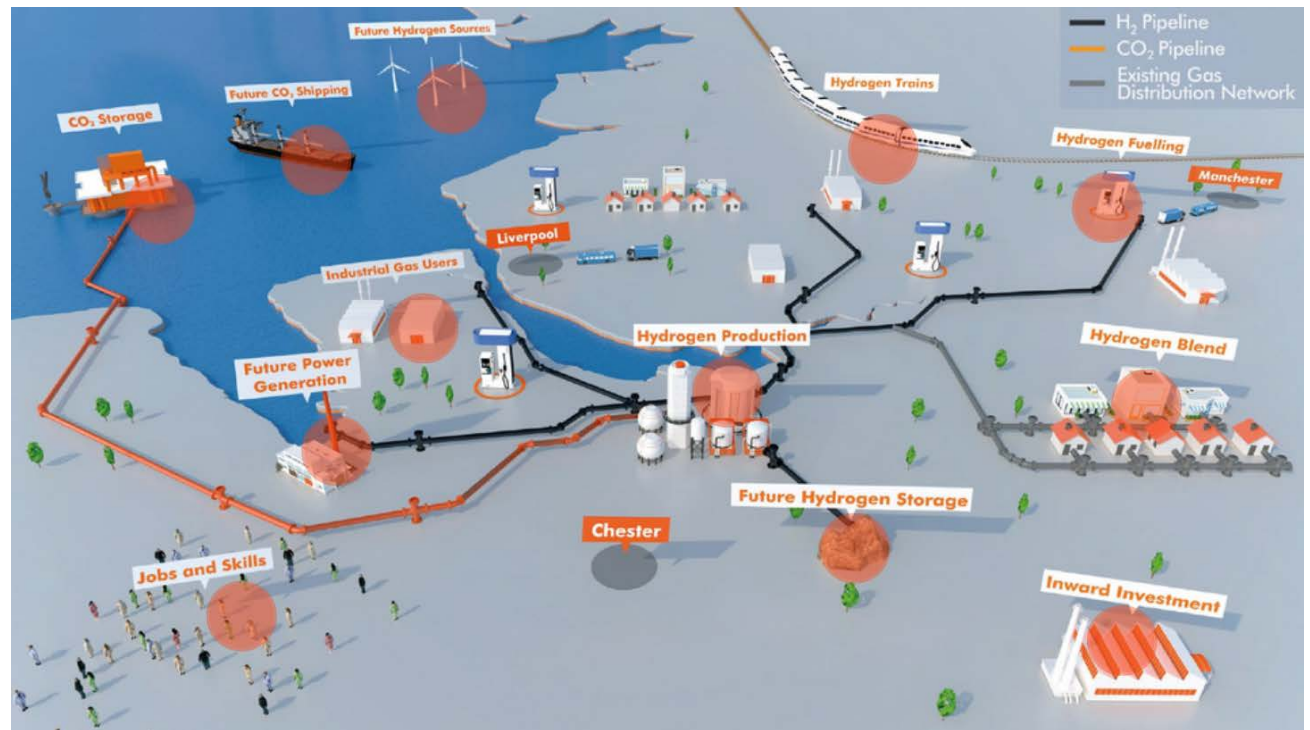 Future Hydrogen Sources
H₂ Pipeline
CO₂ Pipeline
Existing Gas
Distribution Network
Future CO₂ Shipping
Hydrogen Trains
CO₂ Storage
Hydrogen Fuelling
Manchester
Liverpool
Industrial Gas Users
Hydrogen Production
Hydrogen Blend
Future Power
Generation
Future Hydrogen Storage
Chester
Jobs and Skills
Inward Investment